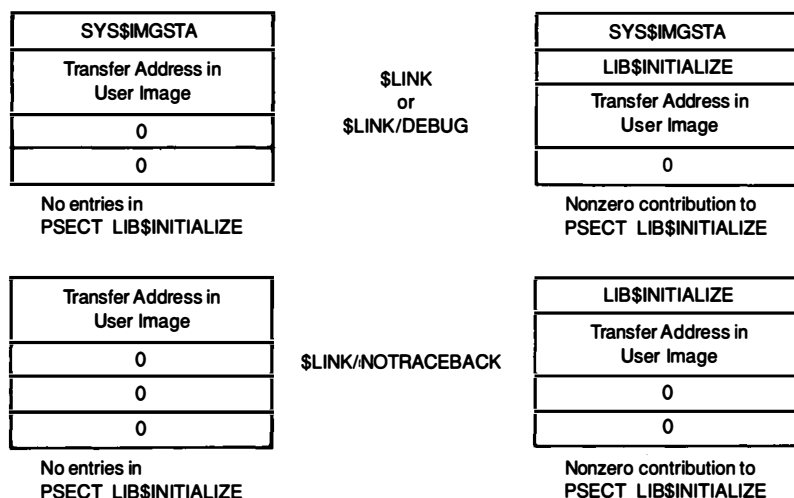 SYS$IMGSTA
Transfer Address in
User Image
0
0
No entries in
PSECT LIB$INITIALIZE
$LINK
or
$LINK/DEBUG
SYS$IMGSTA
LIB$INITIALIZE
Transfer Address in
User Image
0
Nonzero contribution to
PSECT LIB$INITIALIZE
Transfer Address in
User Image
0
0
0
No entries in
PSECT LIB$INITIALIZE
$LINK/NOTRACEBACK
LIB$INITIALIZE
Transfer Address in
User Image
0
0
Nonzero contribution to
PSECT LIB$INITIALIZE